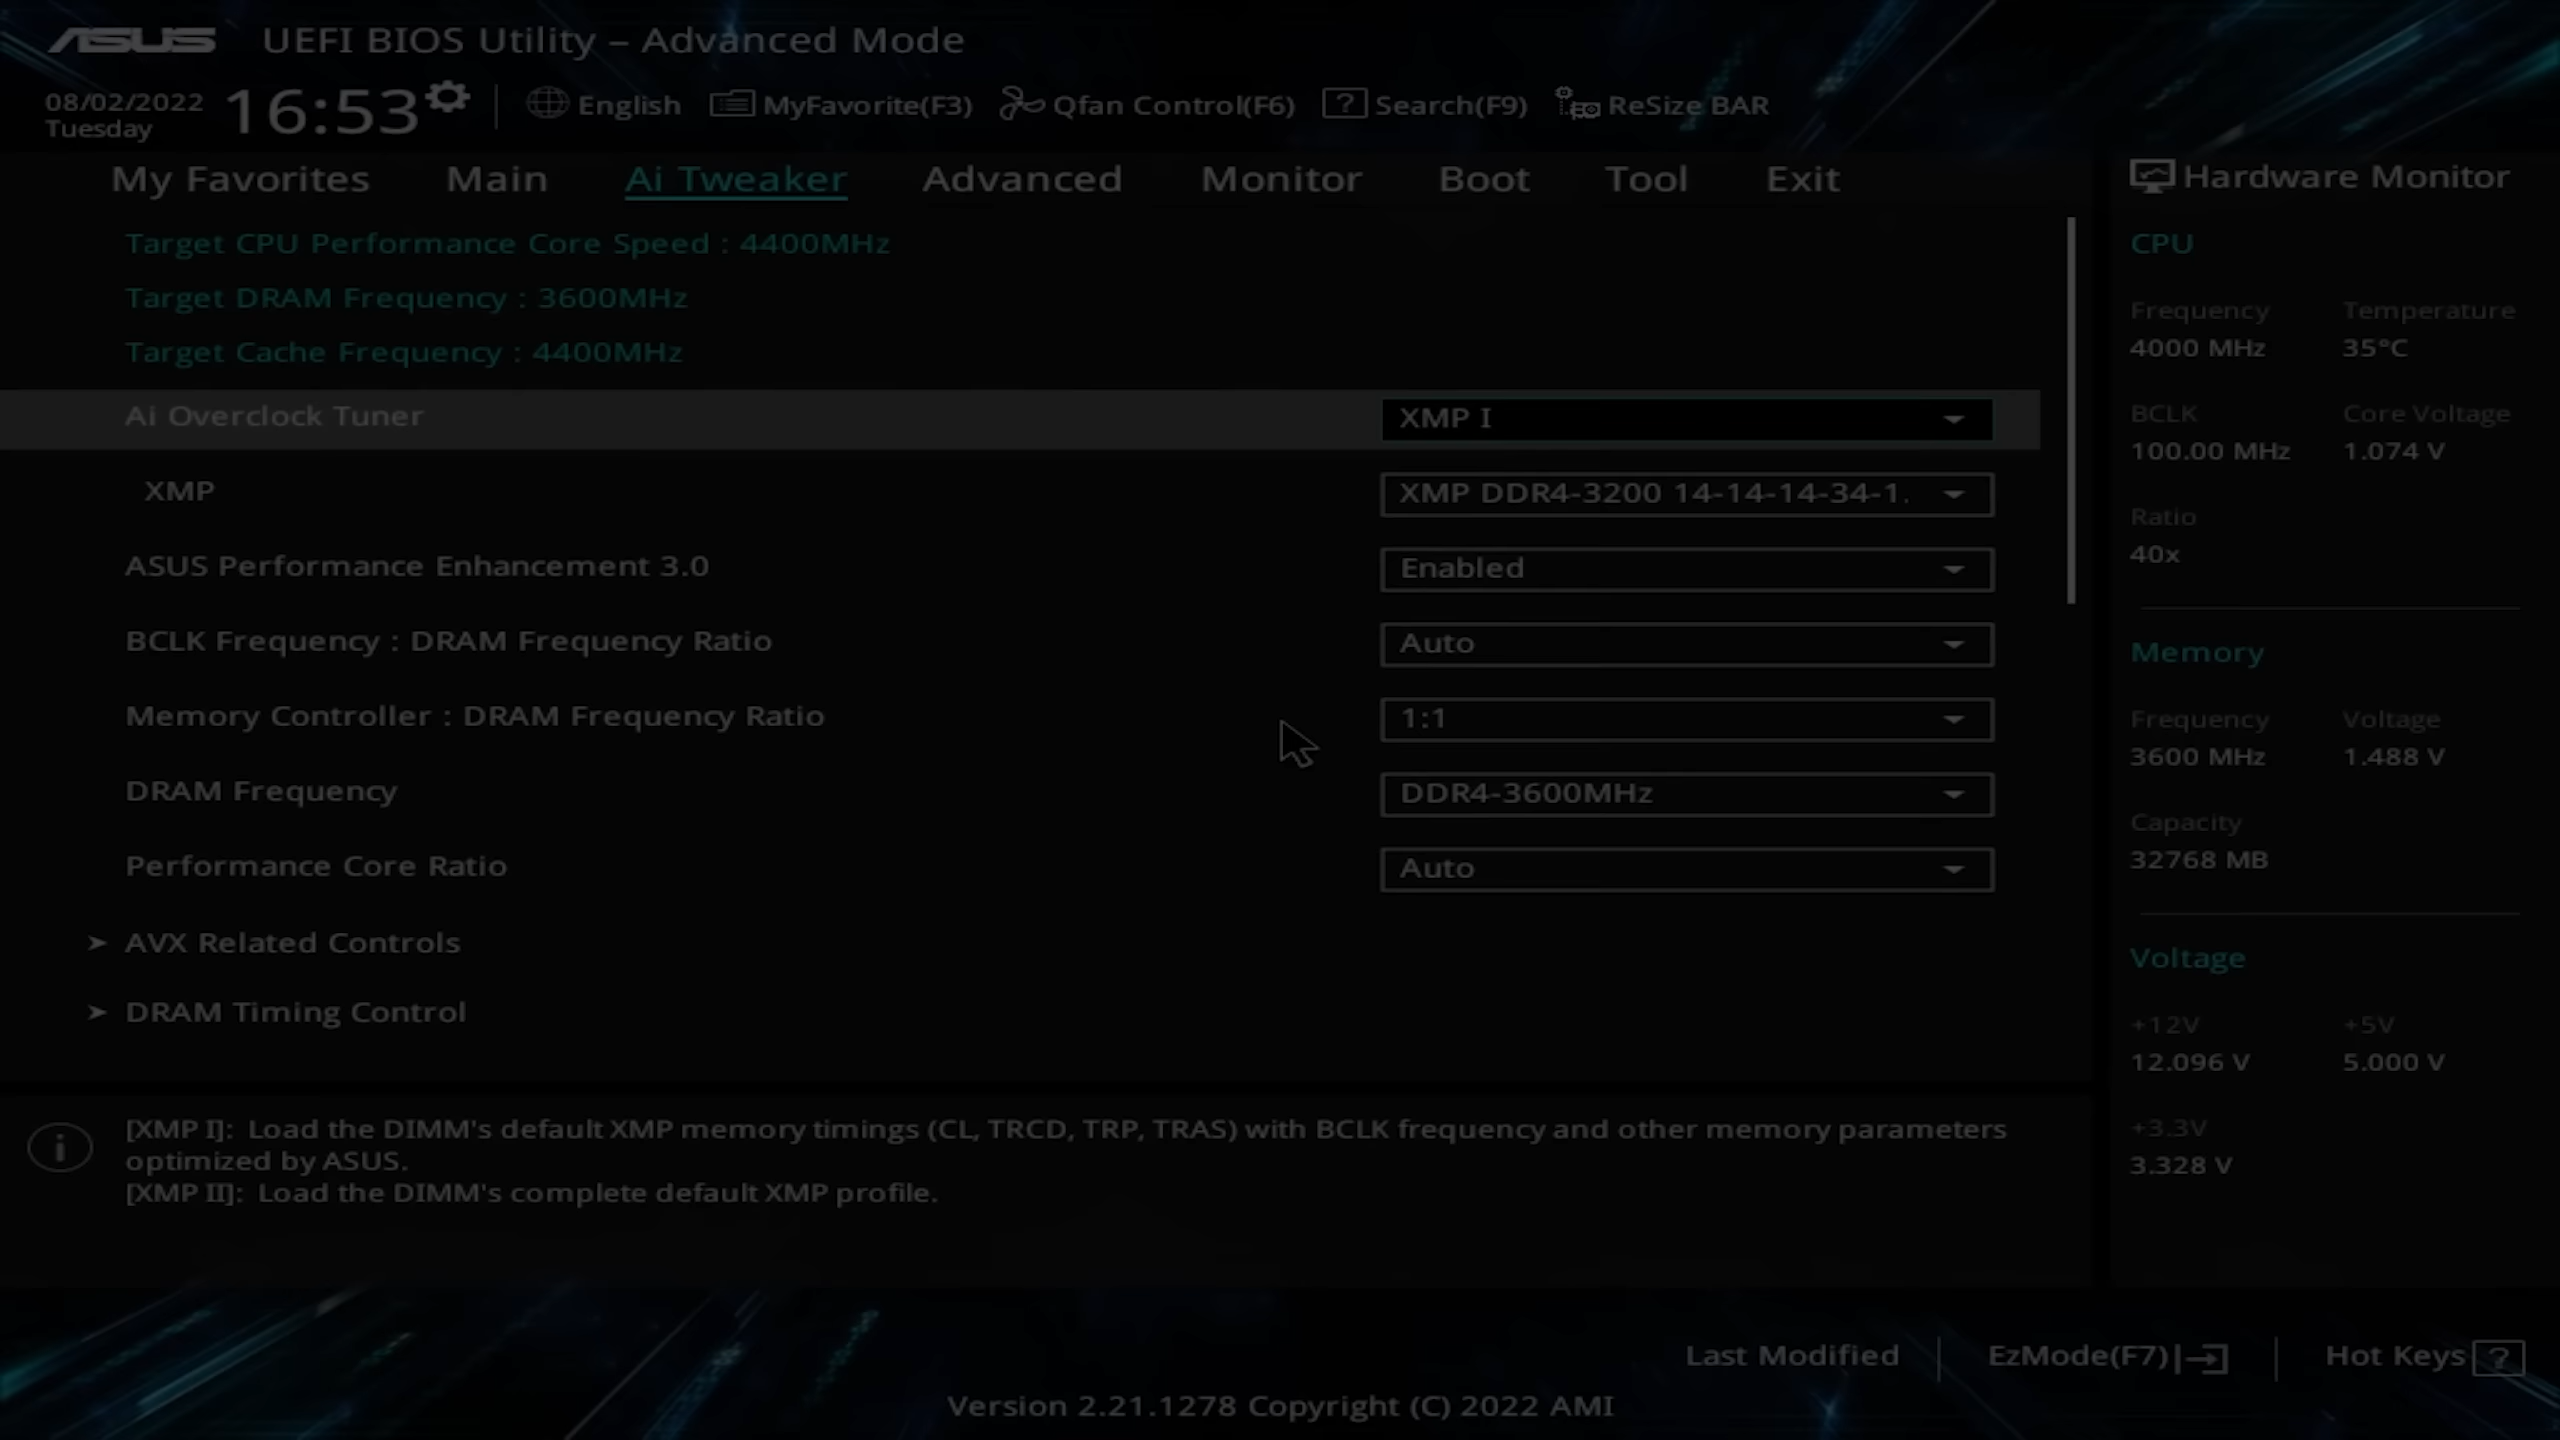 ASUS UEFI BIOS Utility – Advanced Mode
08/02/2022
Tuesday
16:53
English MyFavorite(F3) Qfan Control(F6) ? Search(F9) ReSize BAR
My Favorites Main Ai Tweaker Advanced Monitor Boot Tool Exit
Target CPU Performance Core Speed : 4400MHz
Target DRAM Frequency : 3600MHz
Target Cache Frequency : 4400MHz
Ai Overclock Tuner XMP I
XMP XMP DDR4-3200 14-14-14-34-1.
ASUS Performance Enhancement 3.0 Enabled
BCLK Frequency : DRAM Frequency Ratio Auto
Memory Controller : DRAM Frequency Ratio 1:1
DRAM Frequency DDR4-3600MHz
Performance Core Ratio Auto
➤ AVX Related Controls
➤ DRAM Timing Control
i
[XMP I]: Load the DIMM's default XMP memory timings (CL, TRCD, TRP, TRAS) with BCLK frequency and other memory parameters
optimized by ASUS.
[XMP II]: Load the DIMM's complete default XMP profile.
Hardware Monitor
CPU
Frequency Temperature
4000 MHz 35°C
BCLK Core Voltage
100.00 MHz 1.074 V
Ratio
40x
Memory
Frequency Voltage
3600 MHz 1.488 V
Capacity
32768 MB
Voltage
+12V +5V
12.096 V 5.000 V
+3.3V
3.328 V
Last Modified EzMode(F7) Hot Keys ?
Version 2.21.1278 Copyright (C) 2022 AMI